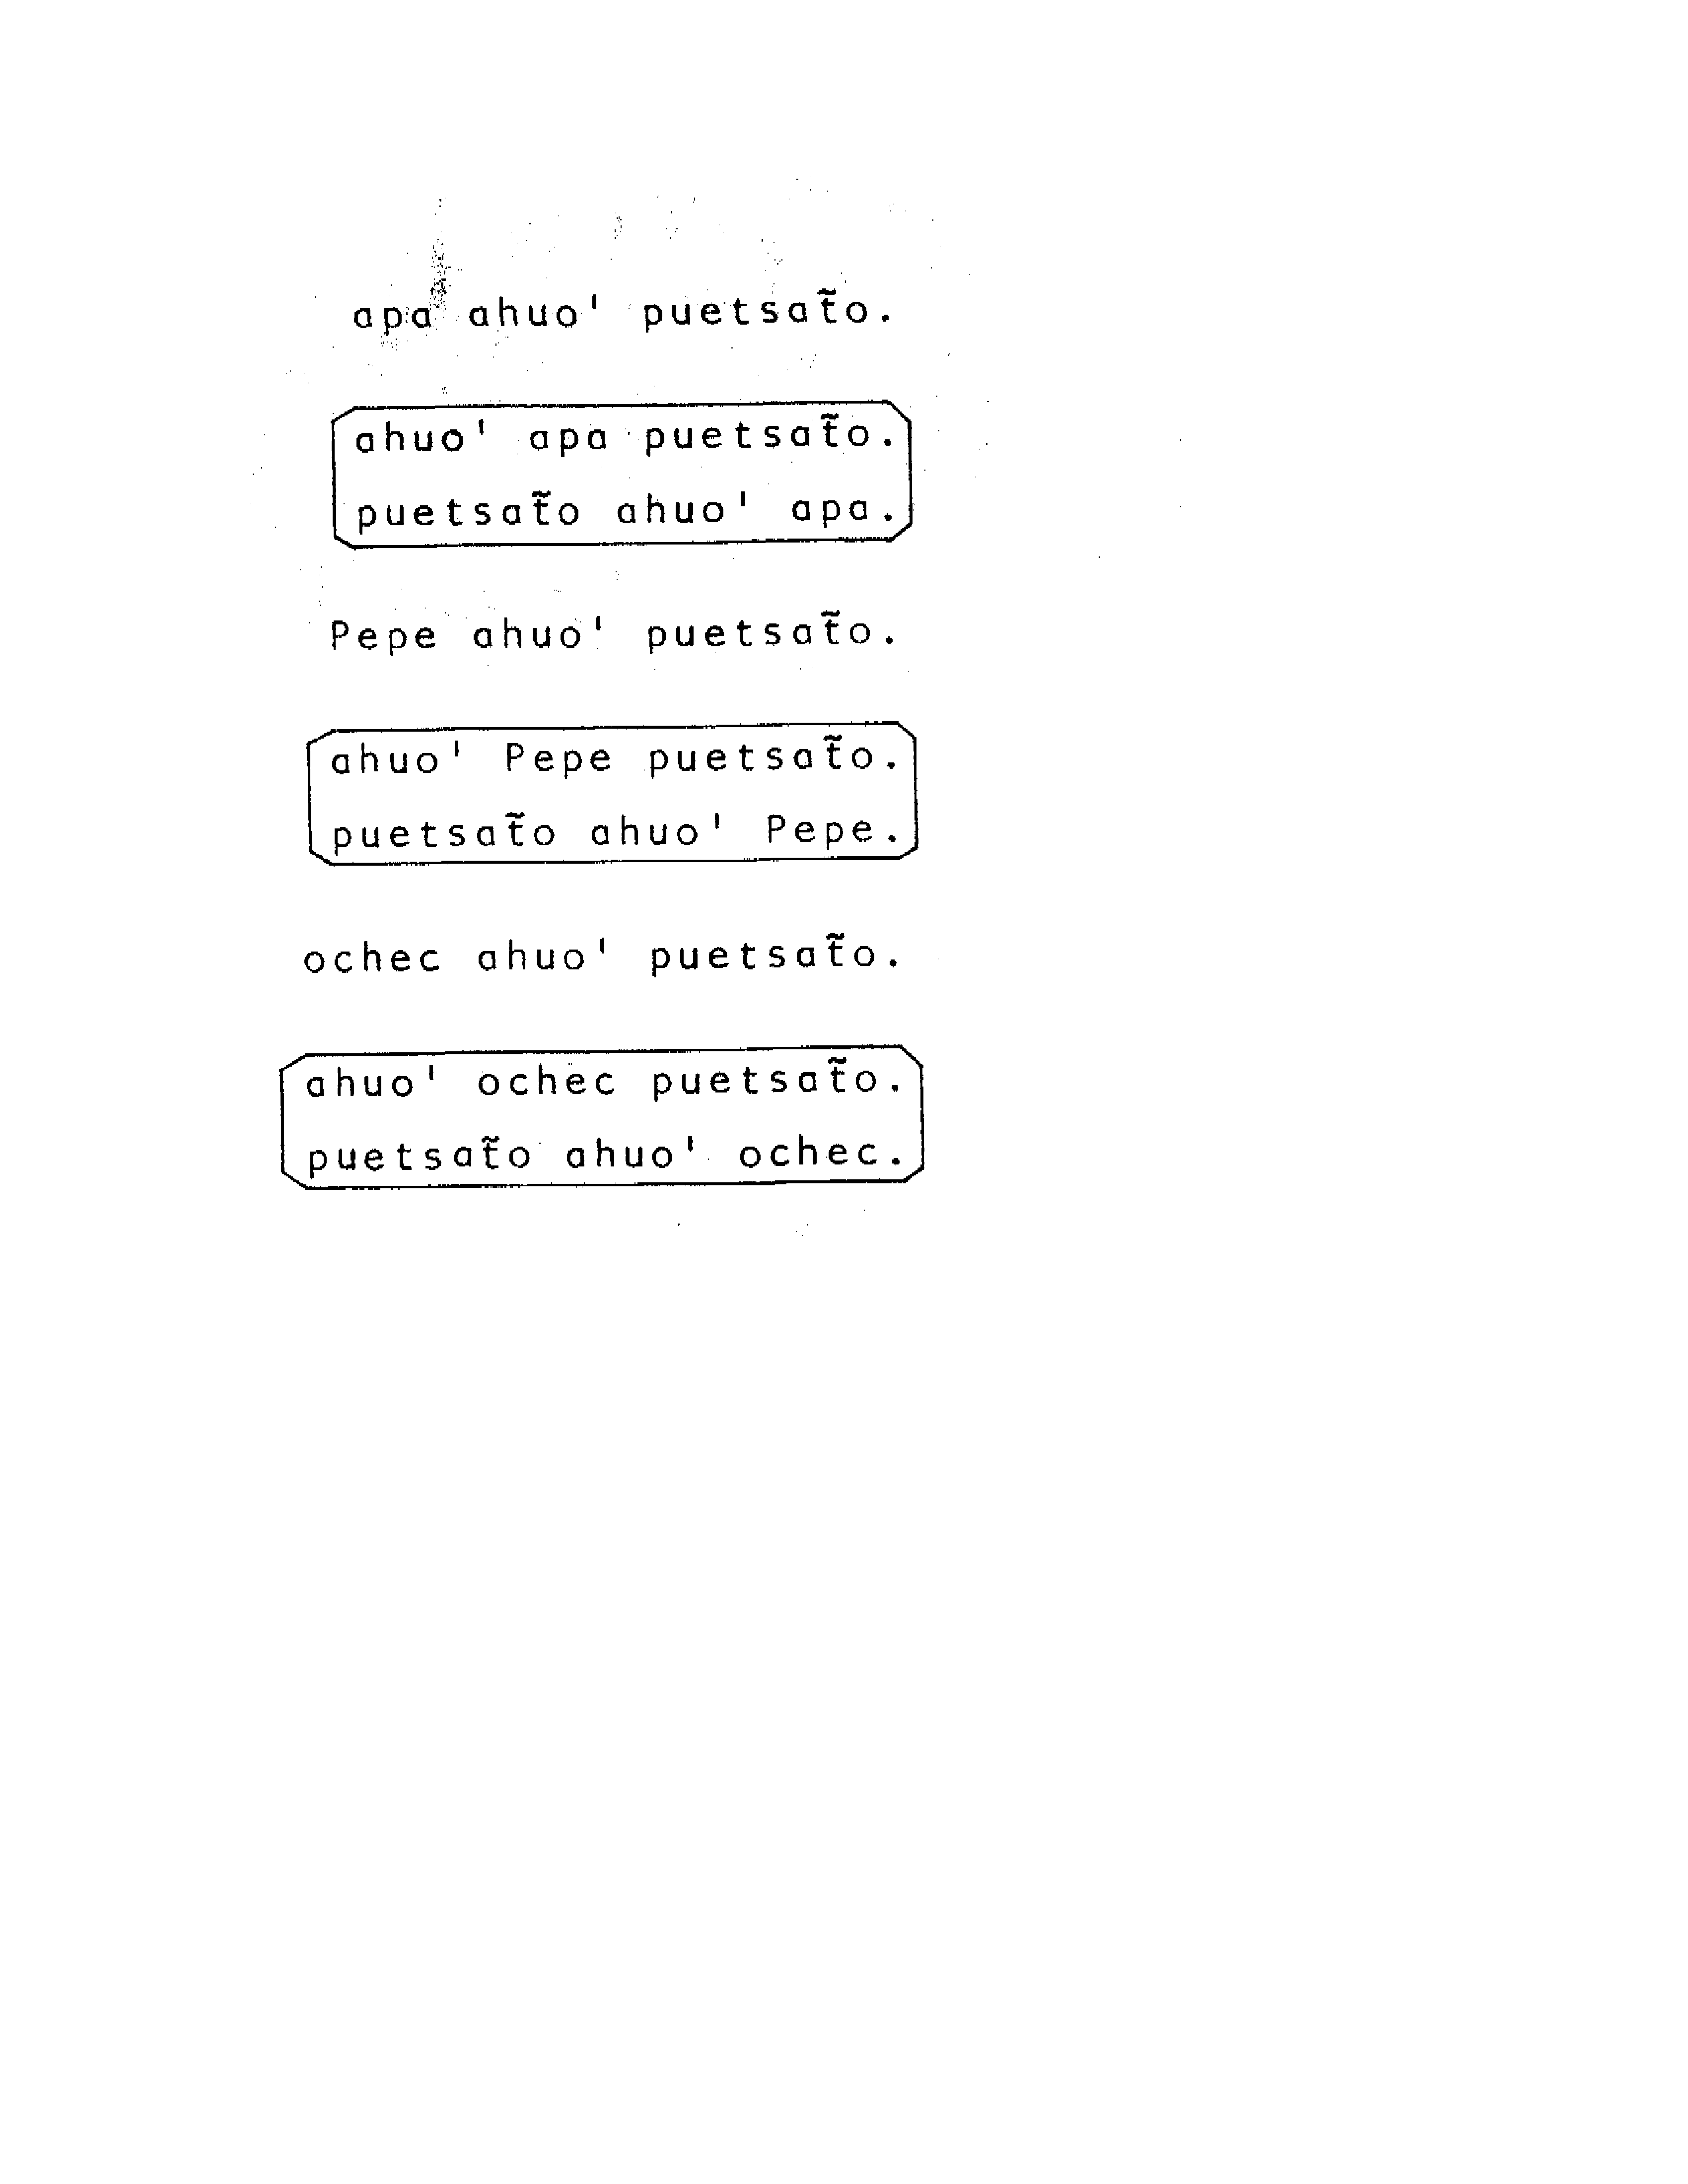 apa ahuo' puetsat̃o.
ahuo' apa puetsat̃o.
puetsat̃o ahuo' apa.
Pepe ahuo' puetsat̃o.
ahuo' Pepe puetsat̃o.
puetsat̃o ahuo' Pepe.
ochec ahuo' puetsat̃o.
ahuo' ochec puetsat̃o.
puetsat̃o ahuo' ochec.